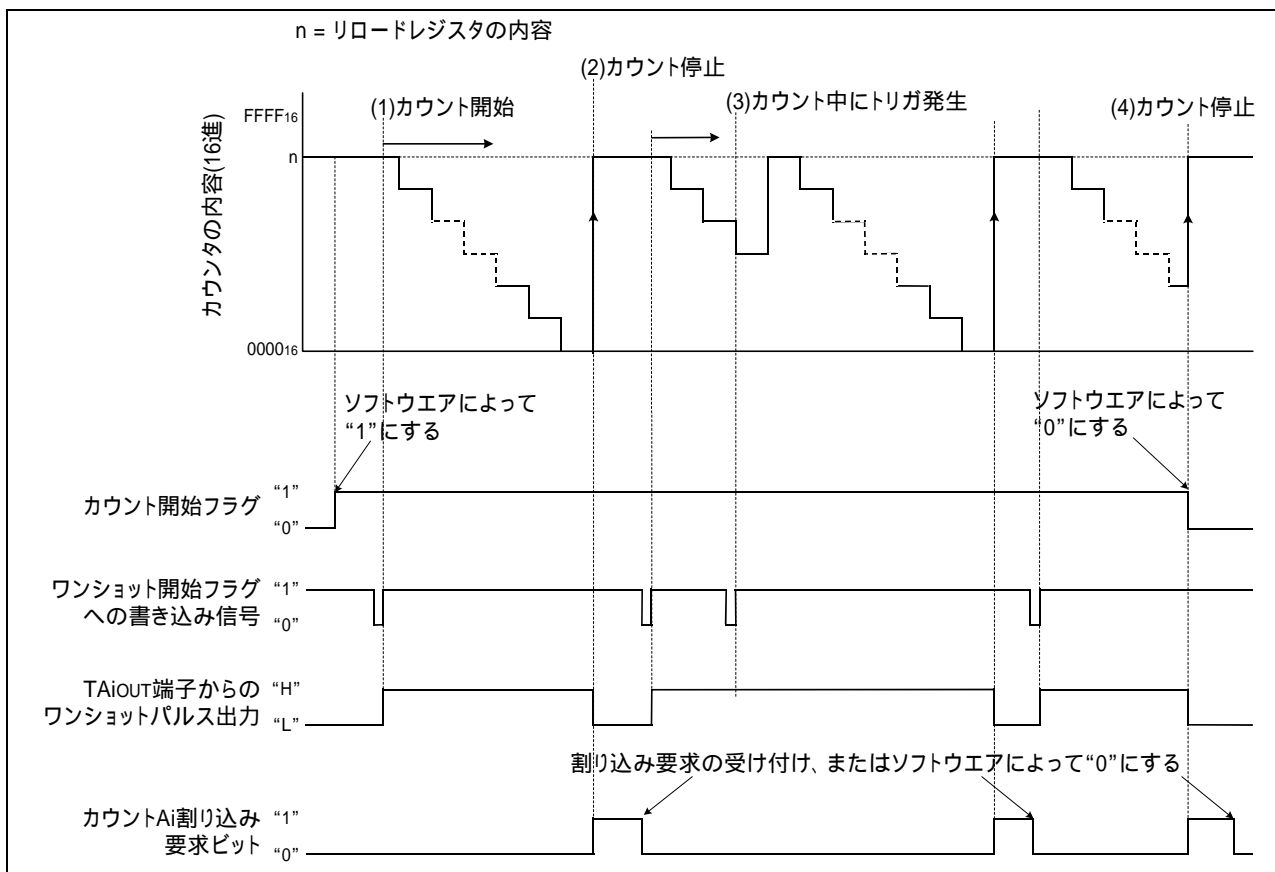 n = リロードレジスタの内容
(2)カウント停止
(1)カウント開始
(3)カウント中にトリガ発生
(4)カウント停止
カウンタの内容(16進)
FFFF16
n
000016
ソフトウエアによって
“1”にする
ソフトウエアによって
“0”にする
カウント開始フラグ
“1”
“0”
ワンショット開始フラグ
への書き込み信号
“1”
“0”
TAiOUT端子からの
ワンショットパルス出力
“H”
“L”
割り込み要求の受け付け、またはソフトウエアによって“0”にする
カウントAi割り込み
要求ビット
“1”
“0”